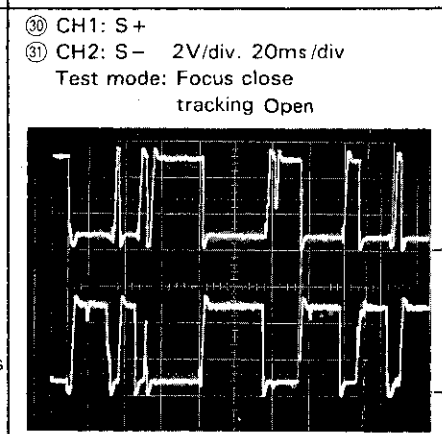 ㉚ CH1: S+
㉛ CH2: S− 2V/div. 20ms/div
Test mode: Focus close
tracking Open
s